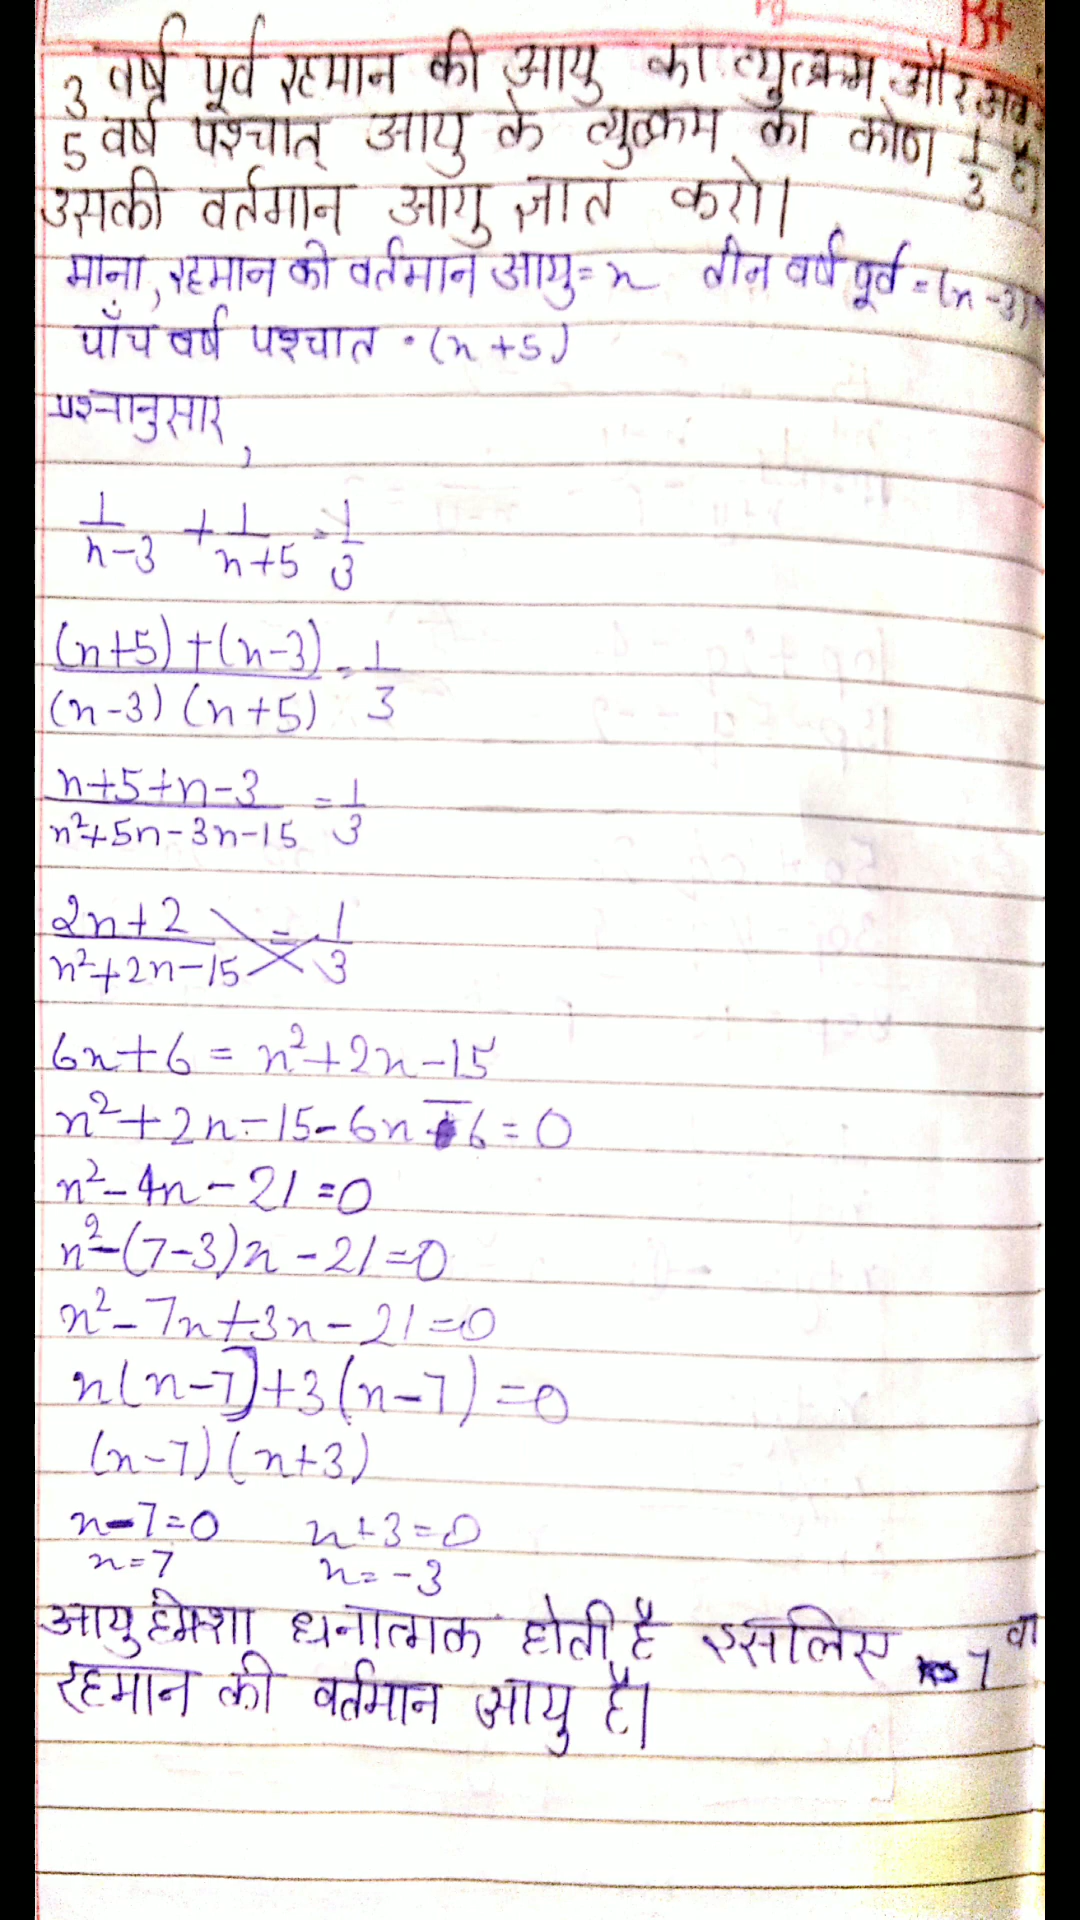 B+
3 वर्ष पूर्व रहमान की आयु का व्युत्क्रम और अब
5 वर्ष पश्चात् आयु के व्युत्क्रम का कोण 1/3 है।
उसकी वर्तमान आयु ज्ञात करो।
माना, रहमान की वर्तमान आयु = x तीन वर्ष पूर्व = (x-3)
पाँच वर्ष पश्चात = (x+5)
प्रश्नानुसार,
1/(x-3) + 1/(x+5) = 1/3
((x+5)+(x-3))/((x-3)(x+5)) = 1/3
(x+5+x-3)/(x²+5x-3x-15) = 1/3
(2x+2)/(x²+2x-15) = 1/3
6x+6 = x²+2x-15
x²+2x-15-6x-6=0
x²-4x-21=0
x²-(7-3)x-21=0
x²-7x+3x-21=0
x(x-7)+3(x-7)=0
(x-7)(x+3)
x-7=0 x+3=0
x=7 x=-3
आयु हमेशा धनात्मक होती है इसलिए 7 व
रहमान की वर्तमान आयु है।